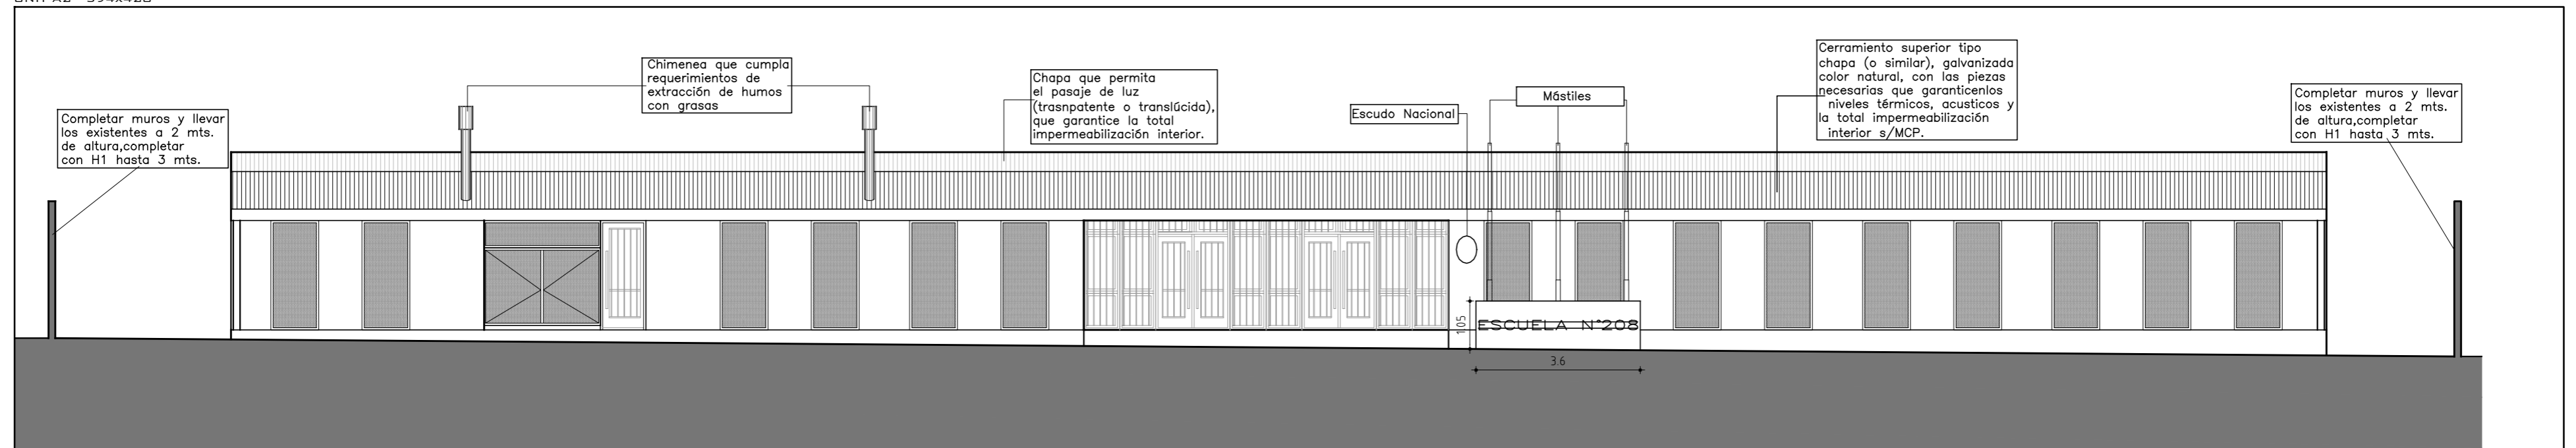 Completar muros y llevar
los existentes a 2 mts.
de altura,completar
con H1 hasta 3 mts.
Chimenea que cumpla
requerimientos de
extracción de humos
con grasas
Chapa que permita
el pasaje de luz
(trasnpatente o translúcida),
que garantice la total
impermeabilización interior.
Escudo Nacional
Mástiles
Cerramiento superior tipo
chapa (o similar), galvanizada
color natural, con las piezas
necesarias que garanticenlos
niveles térmicos, acusticos y
la total impermeabilización
interior s/MCP.
Completar muros y llevar
los existentes a 2 mts.
de altura,completar
con H1 hasta 3 mts.
1.05
ESCUELA N°208
3.6